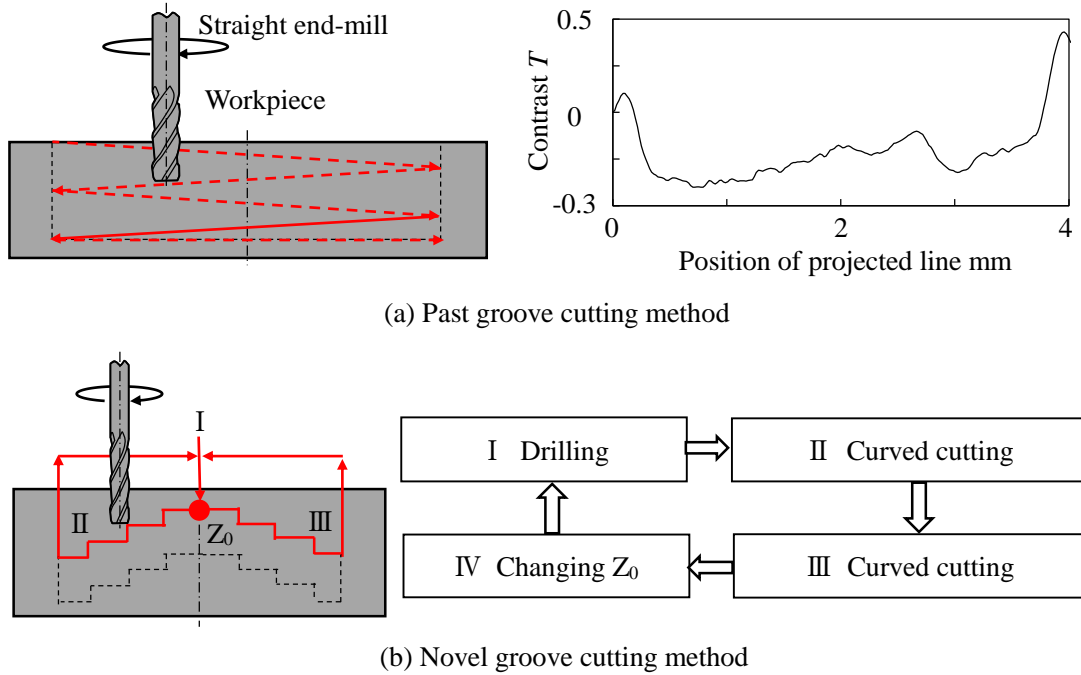 Straight end-mill
Workpiece
0.5
0
-0.3
Contrast T
0
2
4
Position of projected line mm
(a) Past groove cutting method
Ⅰ
Ⅱ
Ⅲ
Z₀
Ⅰ Drilling
Ⅱ Curved cutting
Ⅳ Changing Z₀
Ⅲ Curved cutting
(b) Novel groove cutting method